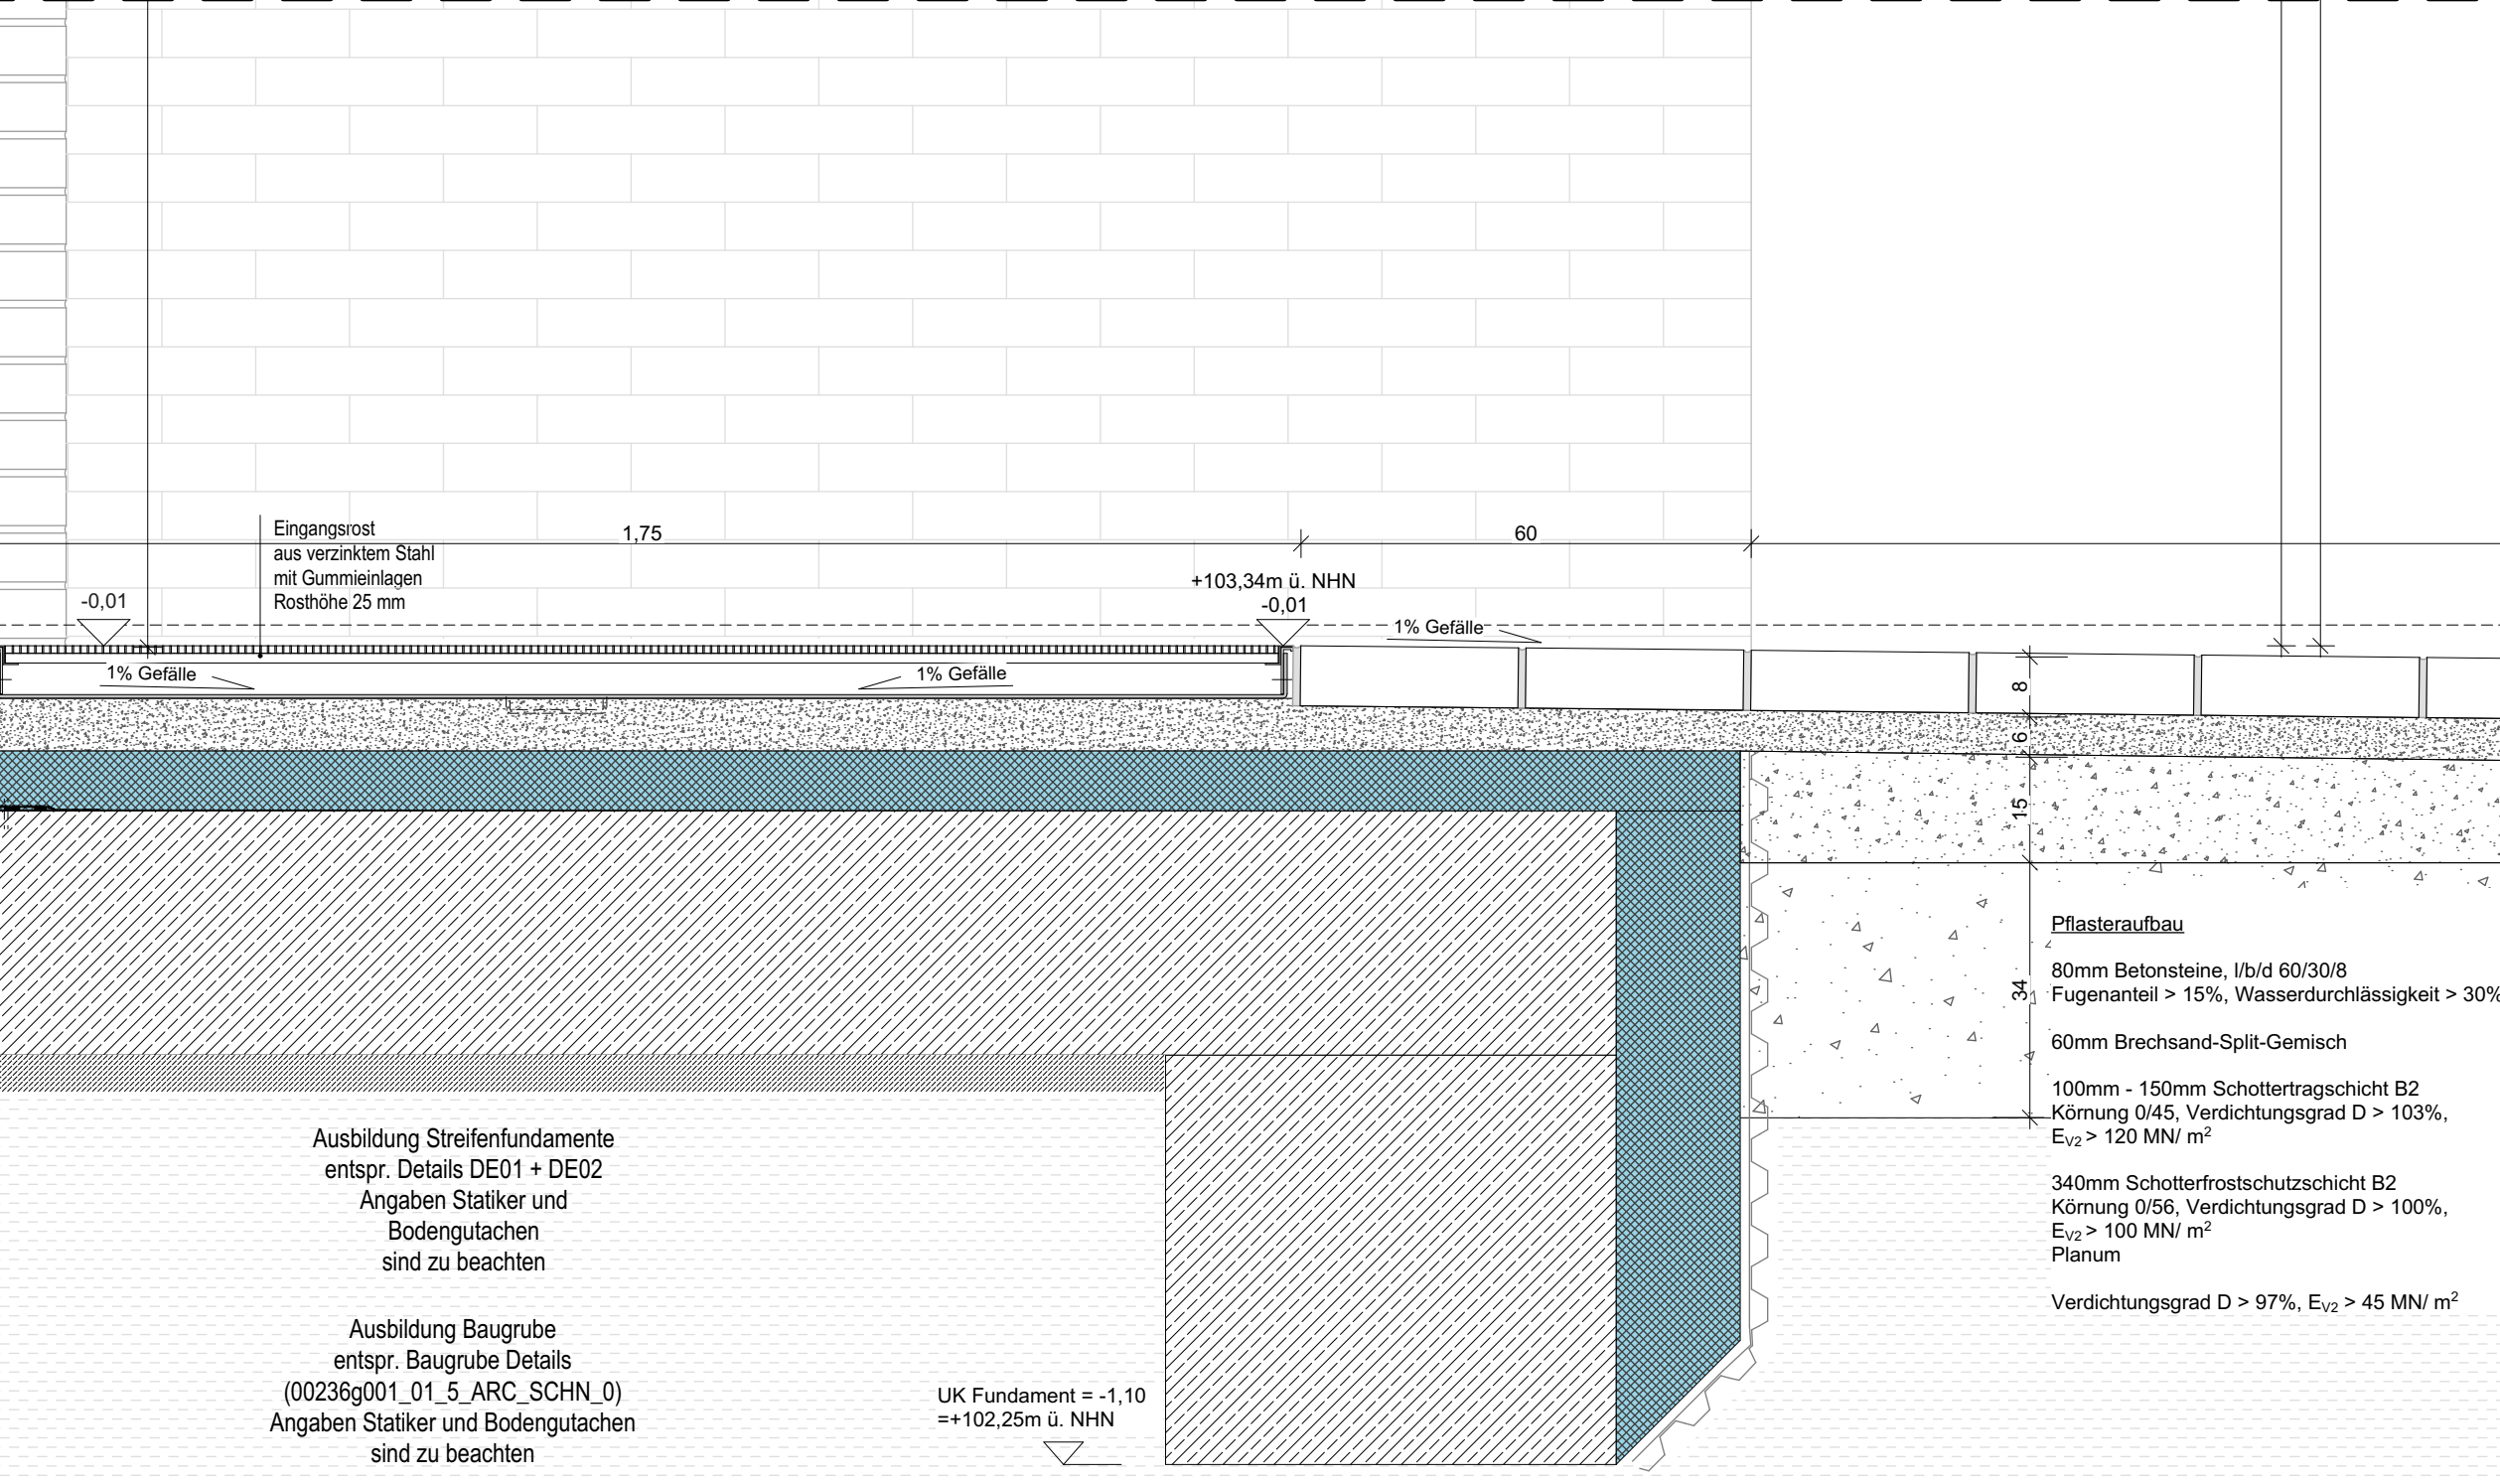 Eingangsrost
aus verzinktem Stahl
mit Gummieinlagen
Rosthöhe 25 mm
1,75
60
-0,01
+103,34m ü. NHN
-0,01
1% Gefälle
1% Gefälle
1% Gefälle
8
6
15
34
Pflasteraufbau
80mm Betonsteine, l/b/d 60/30/8
Fugenanteil > 15%, Wasserdurchlässigkeit > 30%
60mm Brechsand-Split-Gemisch
100mm - 150mm Schottertragschicht B2
Körnung 0/45, Verdichtungsgrad D > 103%,
EV2 > 120 MN/ m²
340mm Schotterfrostschutzschicht B2
Körnung 0/56, Verdichtungsgrad D > 100%,
EV2 > 100 MN/ m²
Planum
Verdichtungsgrad D > 97%, EV2 > 45 MN/ m²
Ausbildung Streifenfundamente
entspr. Details DE01 + DE02
Angaben Statiker und
Bodengutachen
sind zu beachten
Ausbildung Baugrube
entspr. Baugrube Details
(00236g001_01_5_ARC_SCHN_0)
Angaben Statiker und Bodengutachen
sind zu beachten
UK Fundament = -1,10
=+102,25m ü. NHN